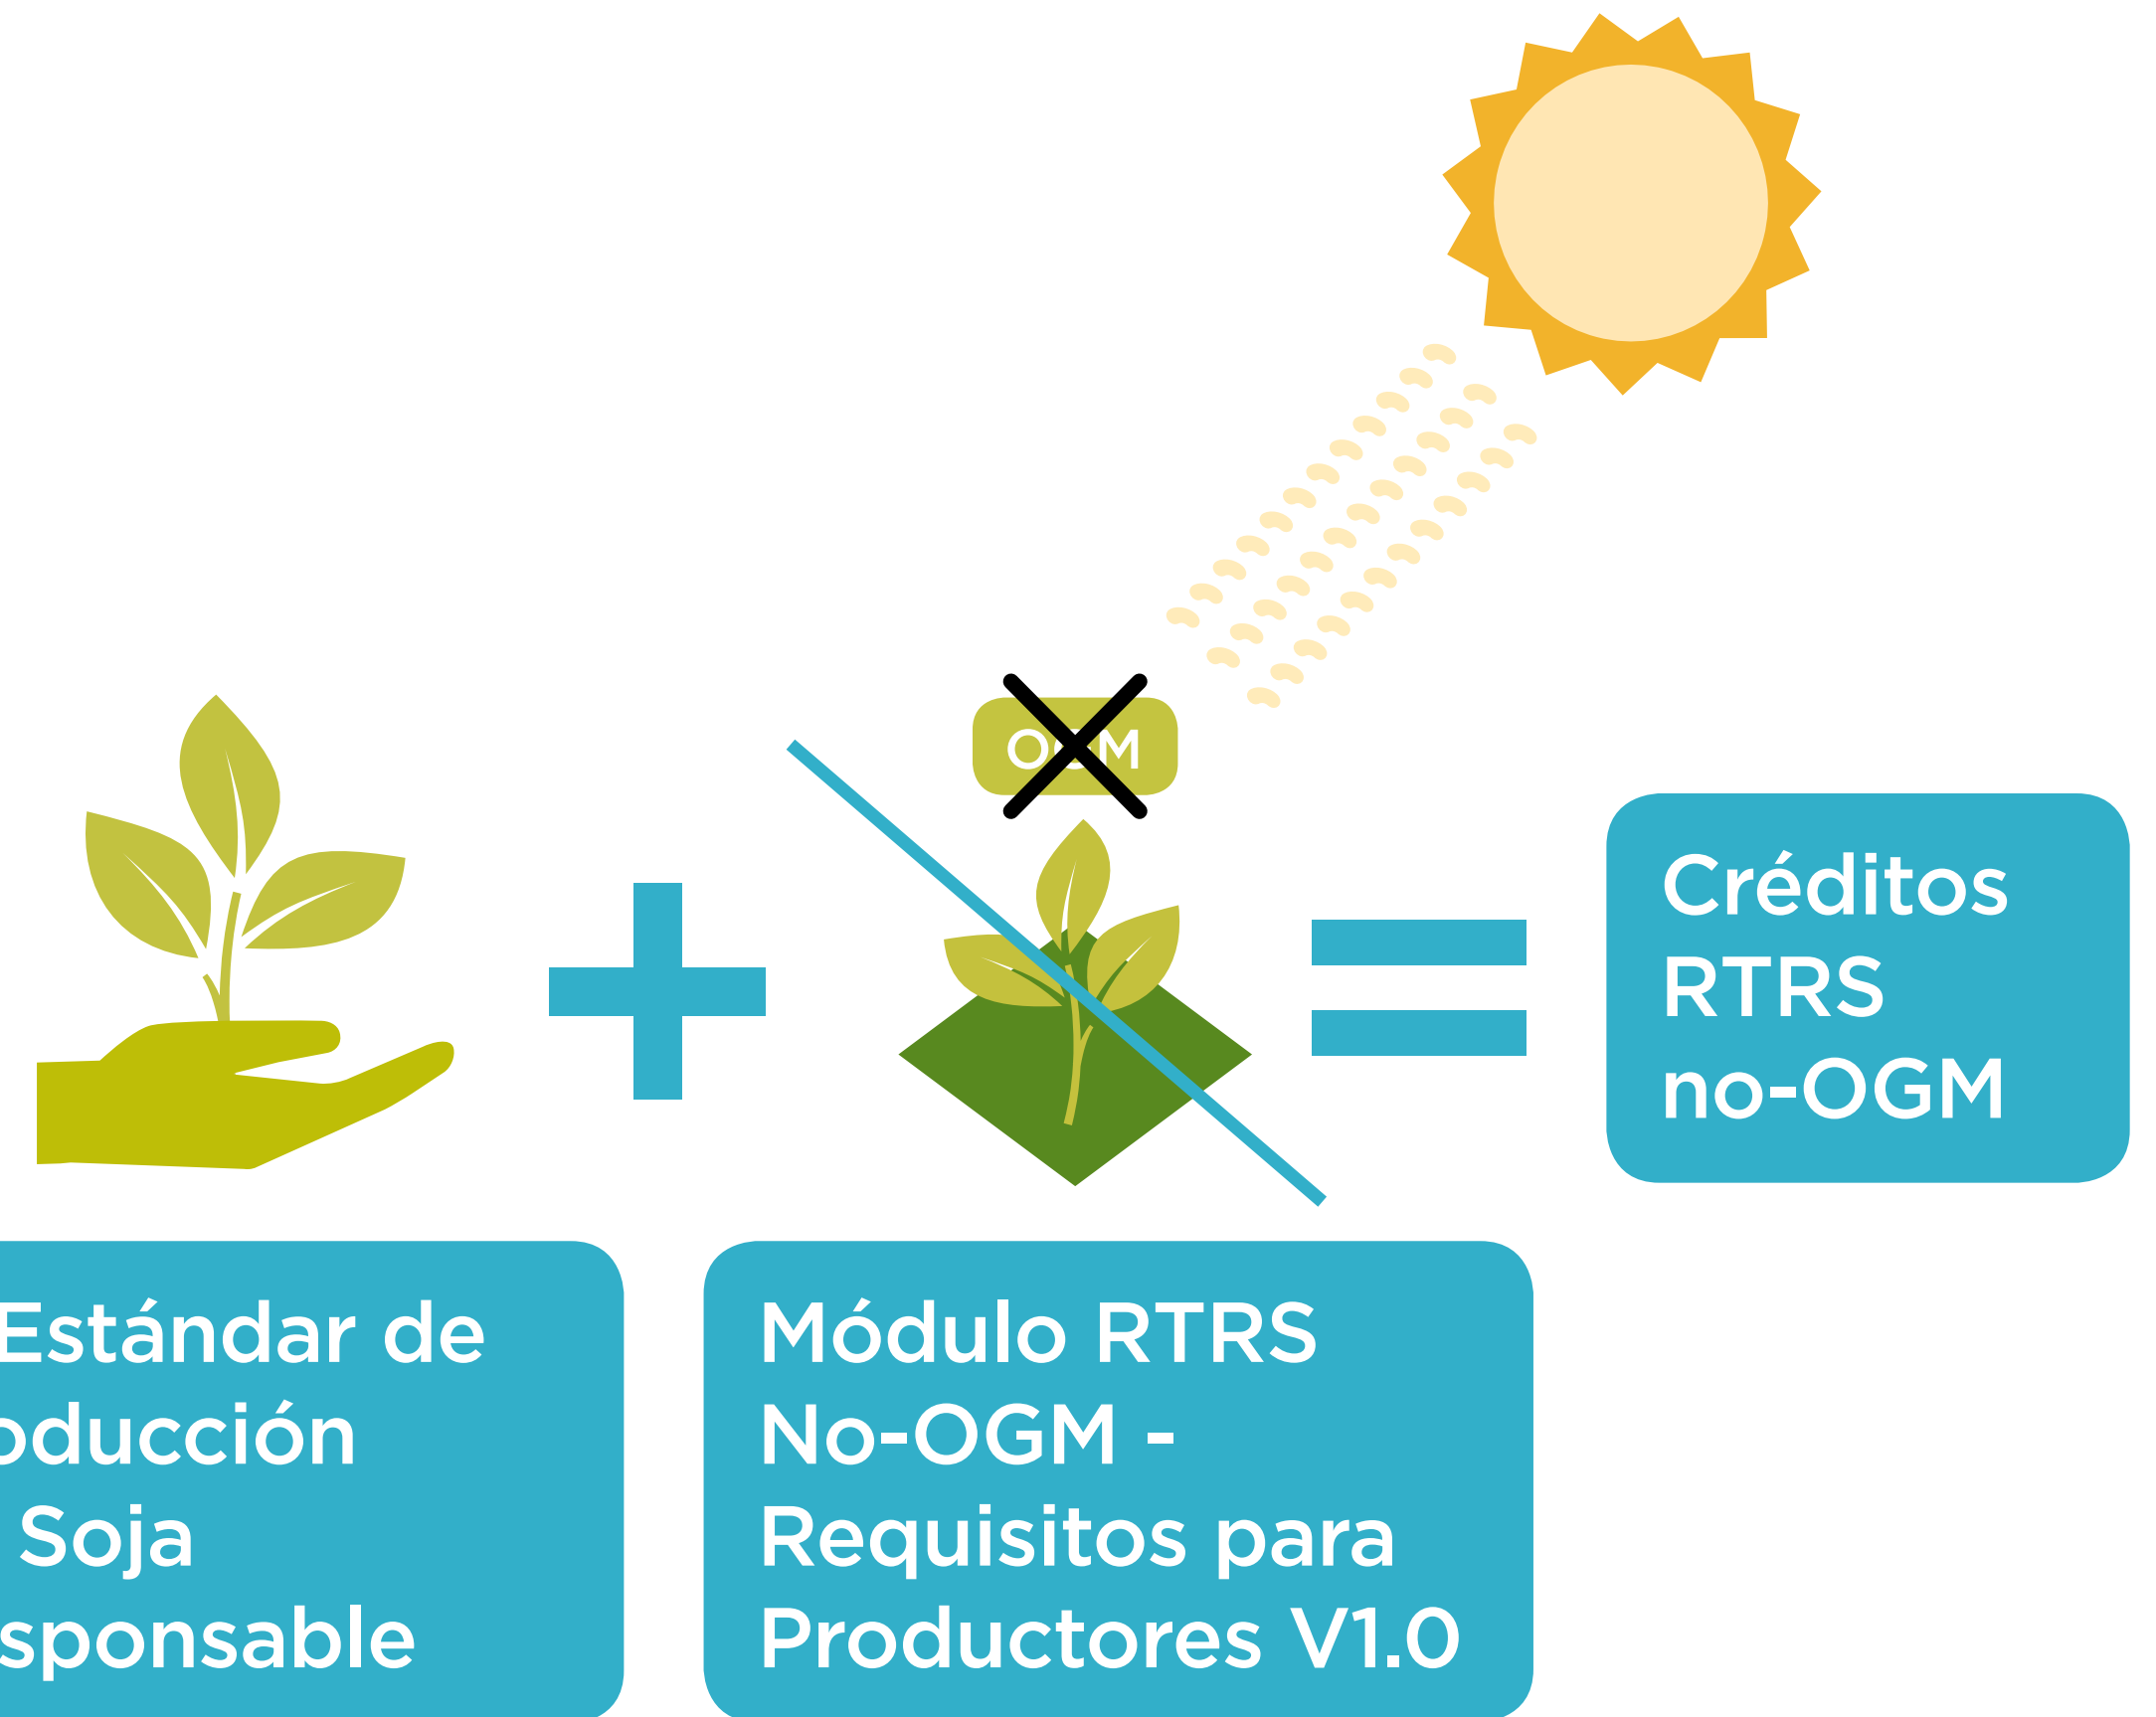 OGM
Créditos
RTRS
no-OGM
Estándar de
oducción
Soja
sponsable
Módulo RTRS
No-OGM -
Requisitos para
Productores V1.0